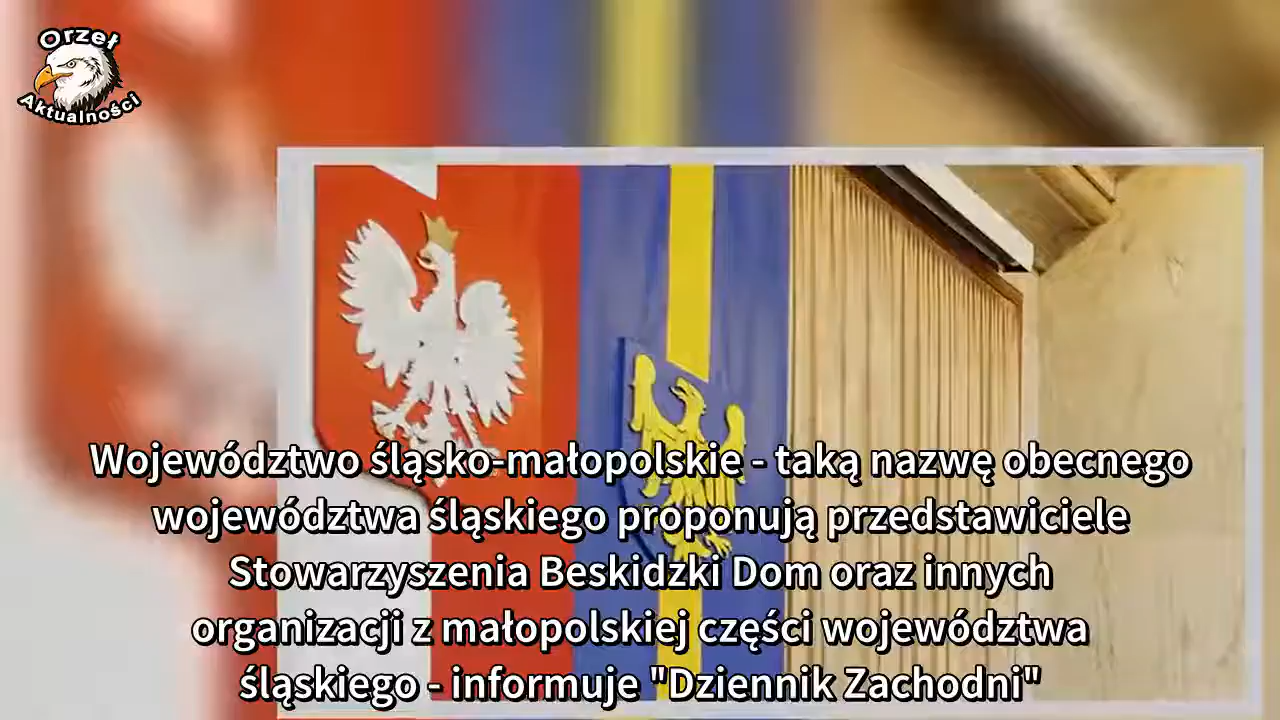 Orzeł
Aktualności
Województwo śląsko-małopolskie - taką nazwę obecnego
województwa śląskiego proponują przedstawiciele
Stowarzyszenia Beskidzki Dom oraz innych
organizacji z małopolskiej części województwa
śląskiego - informuje "Dziennik Zachodni"